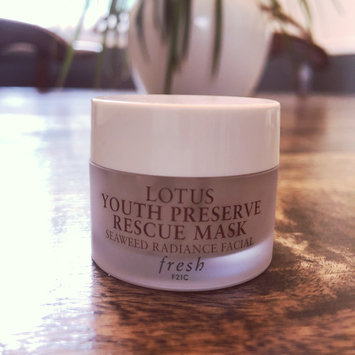 LOTUS
YOUTH PRESERVE
RESCUE MASK
SEAWEED RADIANCE FACIAL
fresh
F21C